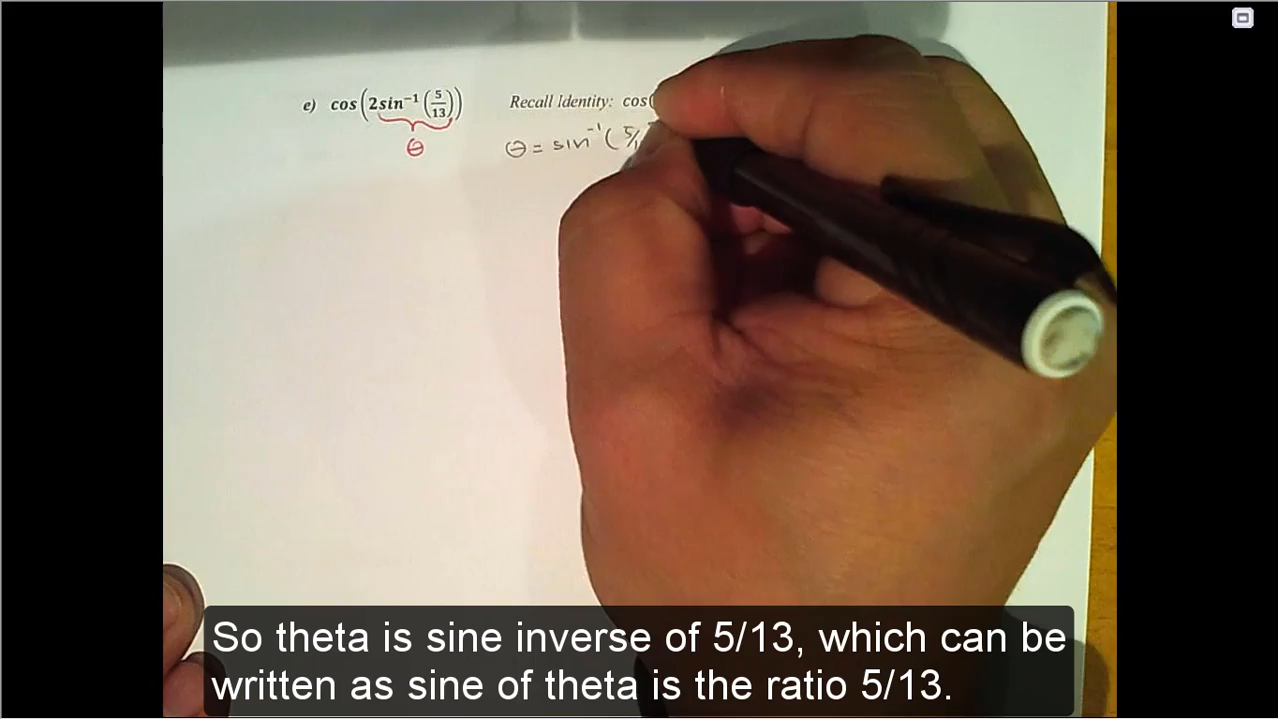 e) cos(2sin⁻¹(5/13)) Recall Identity: cos(
θ θ = sin⁻¹(5/1
So theta is sine inverse of 5/13, which can be
written as sine of theta is the ratio 5/13.